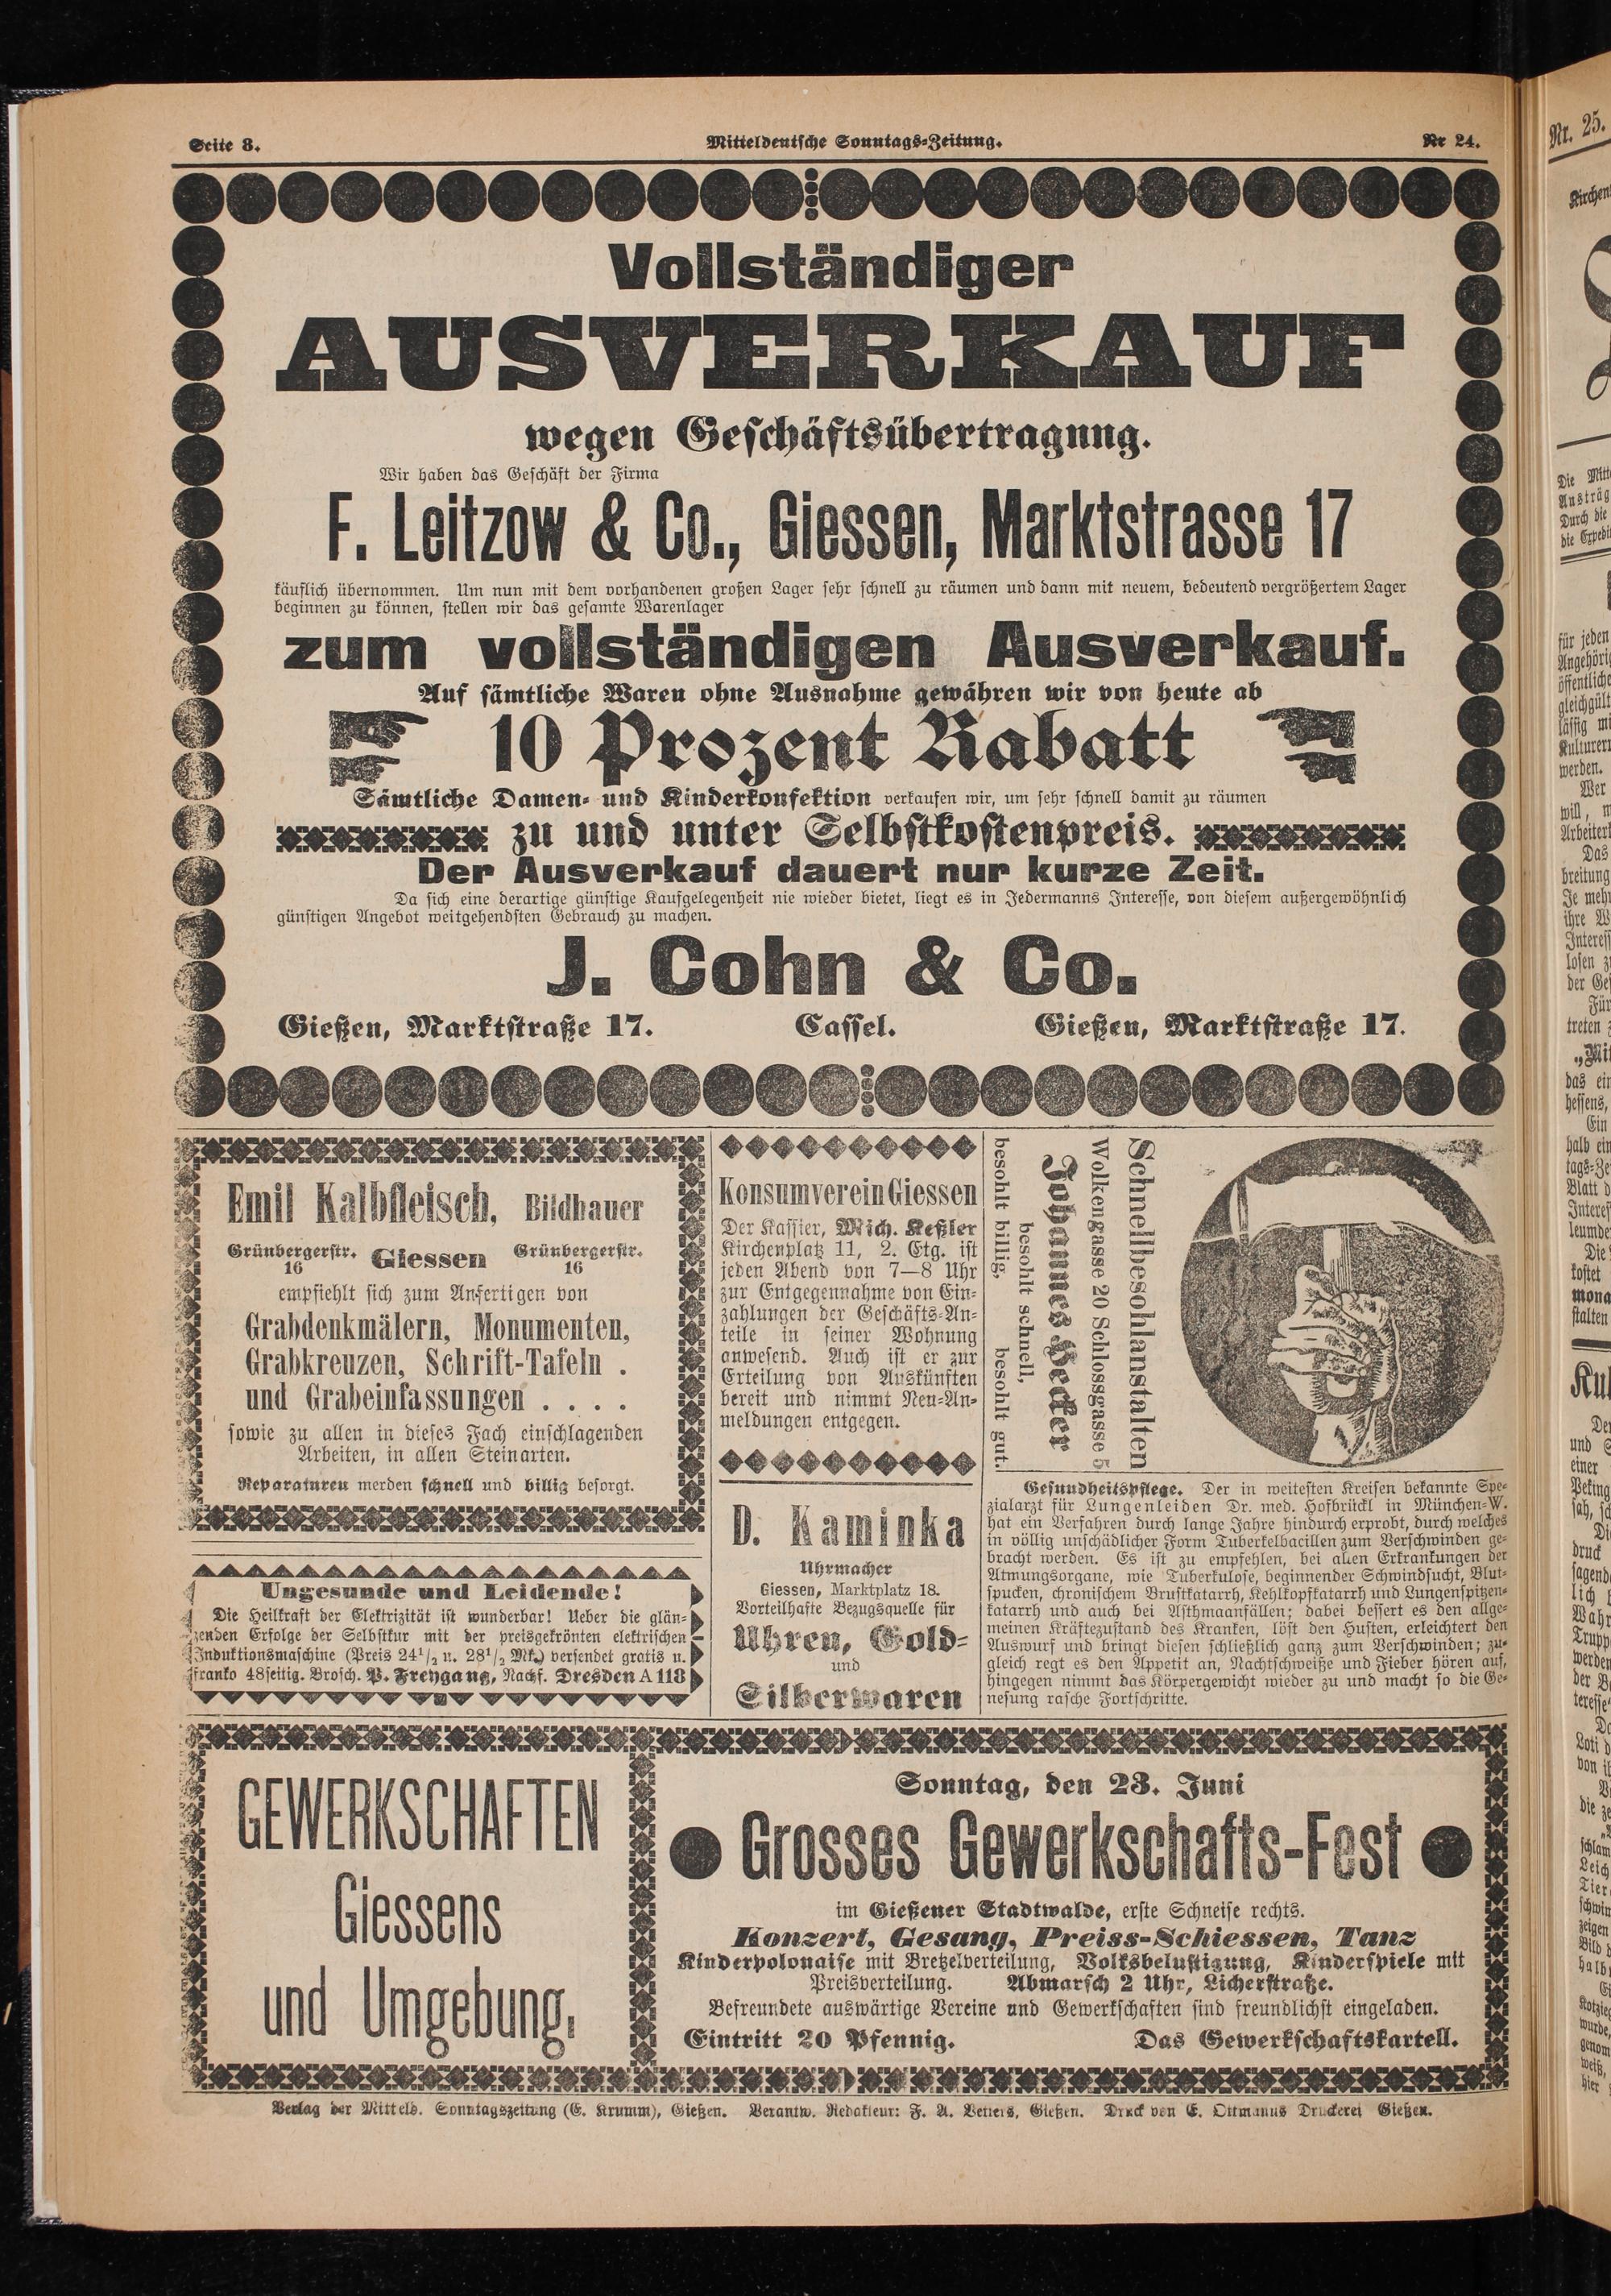 Seite 8.
Mitteldeutsche Sonntags-Zeitung.
Nr 24.
Vollständiger
AUSVERKAUF
wegen Geschäftsübertragung.
Wir haben das Geschäft der Firma
F. Leitzow & Co., Giessen, Marktstrasse 17
käuflich übernommen. Um nun mit dem vorhandenen großen Lager sehr schnell zu räumen und dann mit neuem, bedeutend vergrößertem Lager
beginnen zu können, stellen wir das gesamte Warenlager
zum vollständigen Ausverkauf.
Auf sämtliche Waren ohne Ausnahme gewähren wir von heute ab
10 Prozent Rabatt
Sämtliche Damen- und Kinderkonfektion verkaufen wir, um sehr schnell damit zu räumen
zu und unter Selbstkostenpreis.
Der Ausverkauf dauert nur kurze Zeit.
Da sich eine derartige günstige Kaufgelegenheit nie wieder bietet, liegt es in Jedermanns Interesse, von diesem außergewöhnlich
günstigen Angebot weitgehendsten Gebrauch zu machen.
J. Cohn & Co.
Gießen, Marktstraße 17. Cassel. Gießen, Marktstraße 17.
Emil Kalbfleisch, Bildhauer
Grünbergerstr. 16 Giessen Grünbergerstr. 16
empfiehlt sich zum Anfertigen von
Grabdenkmälern, Monumenten,
Grabkreuzen, Schrift-Tafeln .
und Grabeinfassungen . . . .
sowie zu allen in dieses Fach einschlagenden
Arbeiten, in allen Steinarten.
Reparaturen werden schnell und billig besorgt.
Ungesunde und Leidende!
Die Heilkraft der Elektrizität ist wunderbar! Ueber die glän-
zenden Erfolge der Selbstkur mit der preisgekrönten elektrischen
Induktionsmaschine (Preis 24½ u. 28½ Mk.) versendet gratis u.
franko 48seitig. Brosch. P. Freygang, Nachf. Dresden A 118
Konsumverein Giessen
Der Kassier, Mich. Keßler
Kirchenplatz 11, 2. Etg. ist
jeden Abend von 7—8 Uhr
zur Entgegennahme von Ein-
zahlungen der Geschäfts-An-
teile in seiner Wohnung
anwesend. Auch ist er zur
Erteilung von Auskünften
bereit und nimmt Neu-An-
meldungen entgegen.
D. Kaminka
Uhrmacher
Giessen, Marktplatz 18.
Vorteilhafte Bezugsquelle für
Uhren, Gold-
und
Silberwaren
Schnellbesohlanstalten
Wolkengasse 20 Schlossgasse 5
Johannes Heder
besohlt schnell,
besohlt billig, besohlt gut.
Gesundheitspflege. Der in weitesten Kreisen bekannte Spe-
zialarzt für Lungenleiden Dr. med. Hofbrückl in München-W.
hat ein Verfahren durch lange Jahre hindurch erprobt, durch welches
in völlig unschädlicher Form Tuberkelbacillen zum Verschwinden ge-
bracht werden. Es ist zu empfehlen, bei allen Erkrankungen der
Atmungsorgane, wie Tuberkulose, beginnender Schwindsucht, Blut-
spucken, chronischem Brustkatarrh, Kehlkopfkatarrh und Lungenspitzen-
katarrh und auch bei Asthmaanfällen; dabei bessert es den allge-
meinen Kräftezustand des Kranken, löst den Husten, erleichtert den
Auswurf und bringt diesen schließlich ganz zum Verschwinden; zu-
gleich regt es den Appetit an, Nachtschweiße und Fieber hören auf,
hingegen nimmt das Körpergewicht wieder zu und macht so die Ge-
nesung rasche Fortschritte.
GEWERKSCHAFTEN
Giessens
und Umgebung.
Sonntag, den 23. Juni
Grosses Gewerkschafts-Fest
im Gießener Stadtwalde, erste Schneise rechts.
Konzert, Gesang, Preiss-Schiessen, Tanz
Kinderpolonaise mit Bretzelverteilung, Volksbelustigung, Kinderspiele mit
Preisverteilung. Abmarsch 2 Uhr, Licherstraße.
Befreundete auswärtige Vereine und Gewerkschaften sind freundlichst eingeladen.
Eintritt 20 Pfennig. Das Gewerkschaftskartell.
Verlag der Mitteld. Sonntagszeitung (E. Krumm), Gießen. Verantw. Redakteur: F. A. Vetters, Gießen. Druck von E. Ottmanns Druckerei Gießen.
Nr. 25.